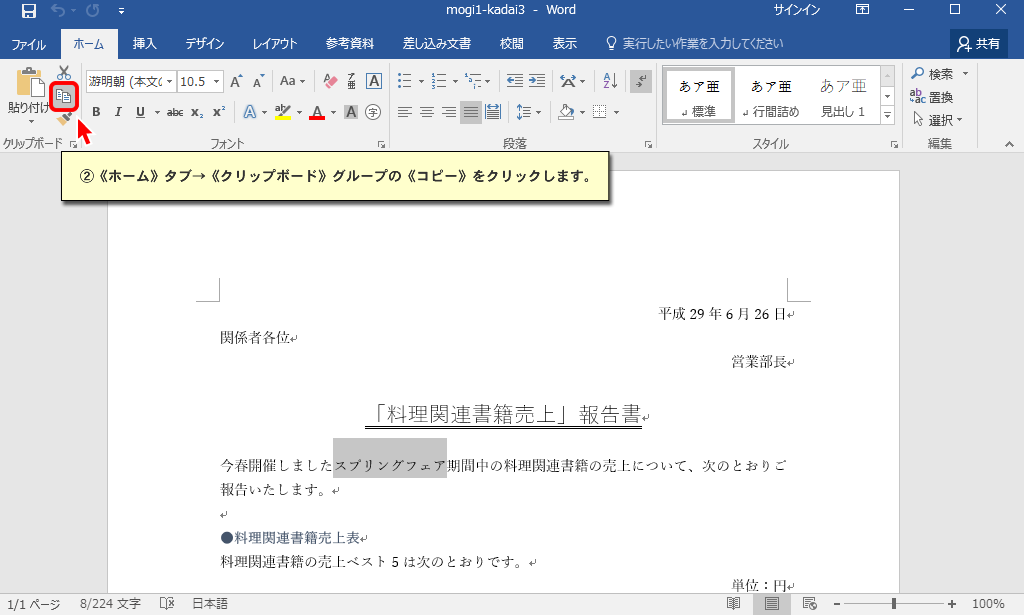 mogi1-kadai3 - Word
サインイン
ファイル ホーム 挿入 デザイン レイアウト 参考資料 差し込み文書 校閲 表示 実行したい作業を入力してください 共有
游明朝 (本文の 10.5 A A Aa A
あア亜 あア亜 あア亜
検索
貼り付け
B I U abc x₂ x² A A A 字
標準 行間詰め 見出し 1
置換
選択
クリップボード フォント 段落 スタイル 編集
②《ホーム》タブ→《クリップボード》グループの《コピー》をクリックします。
平成 29 年 6 月 26 日
関係者各位
営業部長
「料理関連書籍売上」報告書
今春開催しましたスプリングフェア期間中の料理関連書籍の売上について、次のとおりご
報告いたします。
●料理関連書籍売上表
料理関連書籍の売上ベスト 5 は次のとおりです。
単位：円
1/1 ページ 8/224 文字 日本語 100%